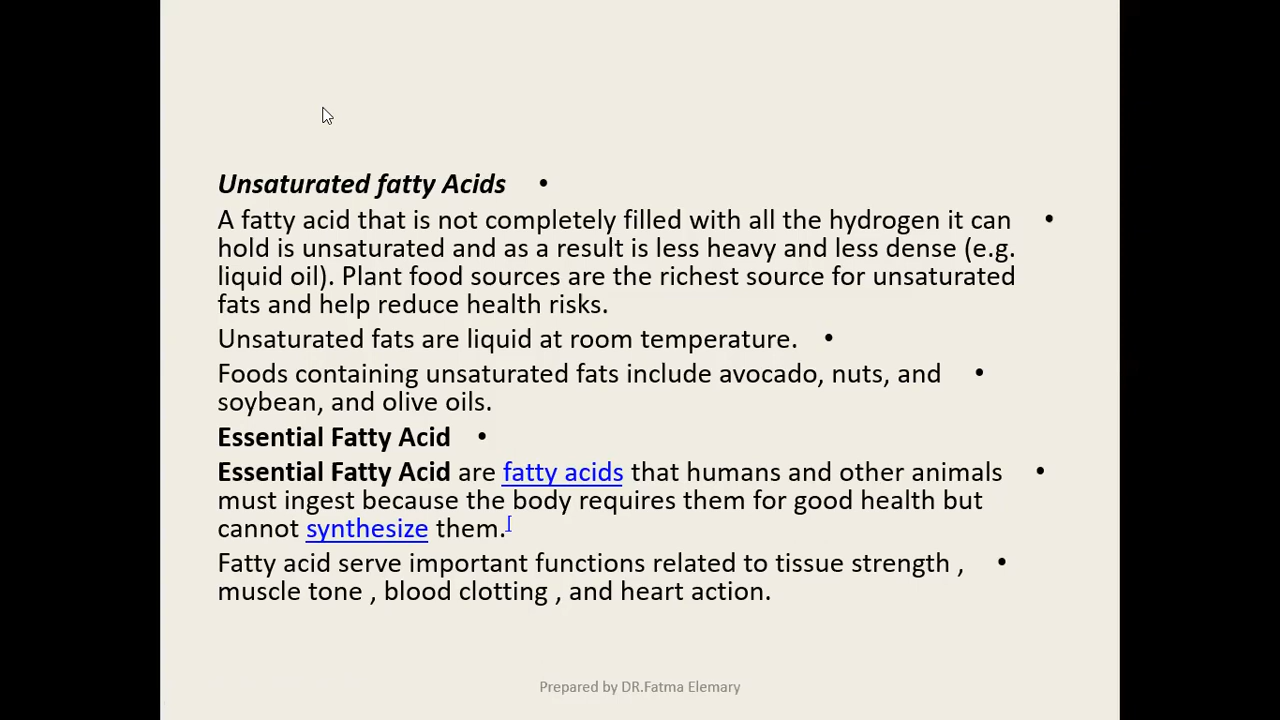 Unsaturated fatty Acids •
A fatty acid that is not completely filled with all the hydrogen it can •
hold is unsaturated and as a result is less heavy and less dense (e.g.
liquid oil). Plant food sources are the richest source for unsaturated
fats and help reduce health risks.
Unsaturated fats are liquid at room temperature. •
Foods containing unsaturated fats include avocado, nuts, and •
soybean, and olive oils.
Essential Fatty Acid •
Essential Fatty Acid are fatty acids that humans and other animals •
must ingest because the body requires them for good health but
cannot synthesize them.[
Fatty acid serve important functions related to tissue strength , •
muscle tone , blood clotting , and heart action.
Prepared by DR.Fatma Elemary